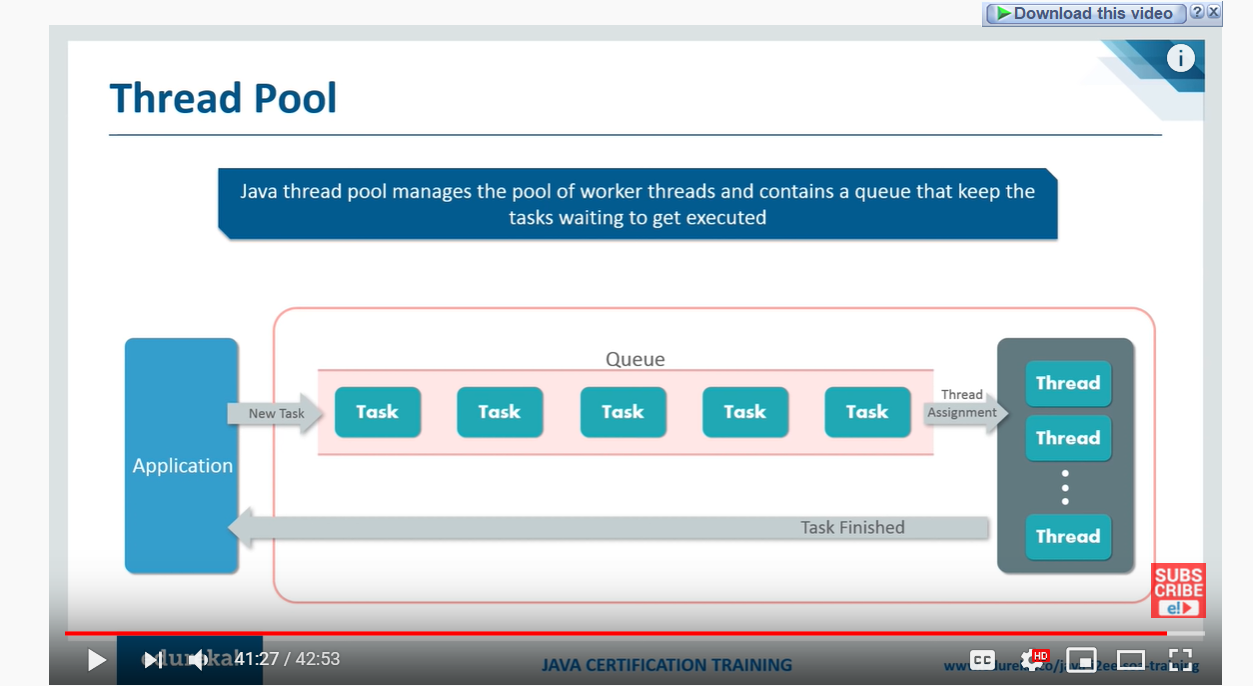 Download this video
?
X
i
Thread Pool
Java thread pool manages the pool of worker threads and contains a queue that keep the
tasks waiting to get executed
Queue
Application
New Task
Task
Task
Task
Task
Task
Thread
Assignment
Thread
Thread
Thread
Task Finished
SUBS
CRIBE
e!
41:27 / 42:53
JAVA CERTIFICATION TRAINING
CC
HD